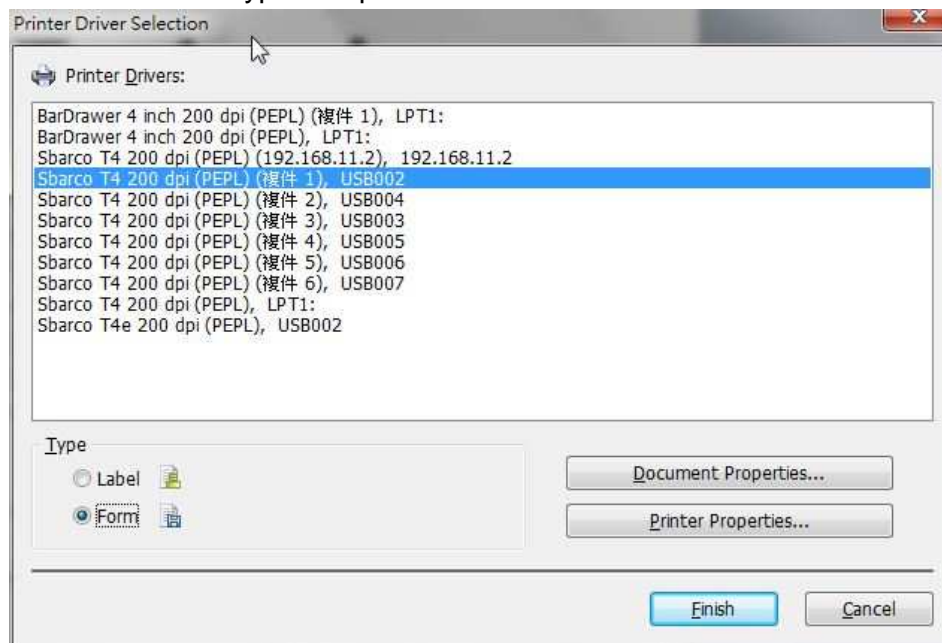 Printer Driver Selection
Printer Drivers:
BarDrawer 4 inch 200 dpi (PEPL) (複件 1), LPT1:
BarDrawer 4 inch 200 dpi (PEPL), LPT1:
Sbarco T4 200 dpi (PEPL) (192.168.11.2), 192.168.11.2
Sbarco T4 200 dpi (PEPL) (複件 1), USB002
Sbarco T4 200 dpi (PEPL) (複件 2), USB004
Sbarco T4 200 dpi (PEPL) (複件 3), USB003
Sbarco T4 200 dpi (PEPL) (複件 4), USB005
Sbarco T4 200 dpi (PEPL) (複件 5), USB006
Sbarco T4 200 dpi (PEPL) (複件 6), USB007
Sbarco T4 200 dpi (PEPL), LPT1:
Sbarco T4e 200 dpi (PEPL), USB002
Type
Label
Form
Document Properties...
Printer Properties...
Finish
Cancel